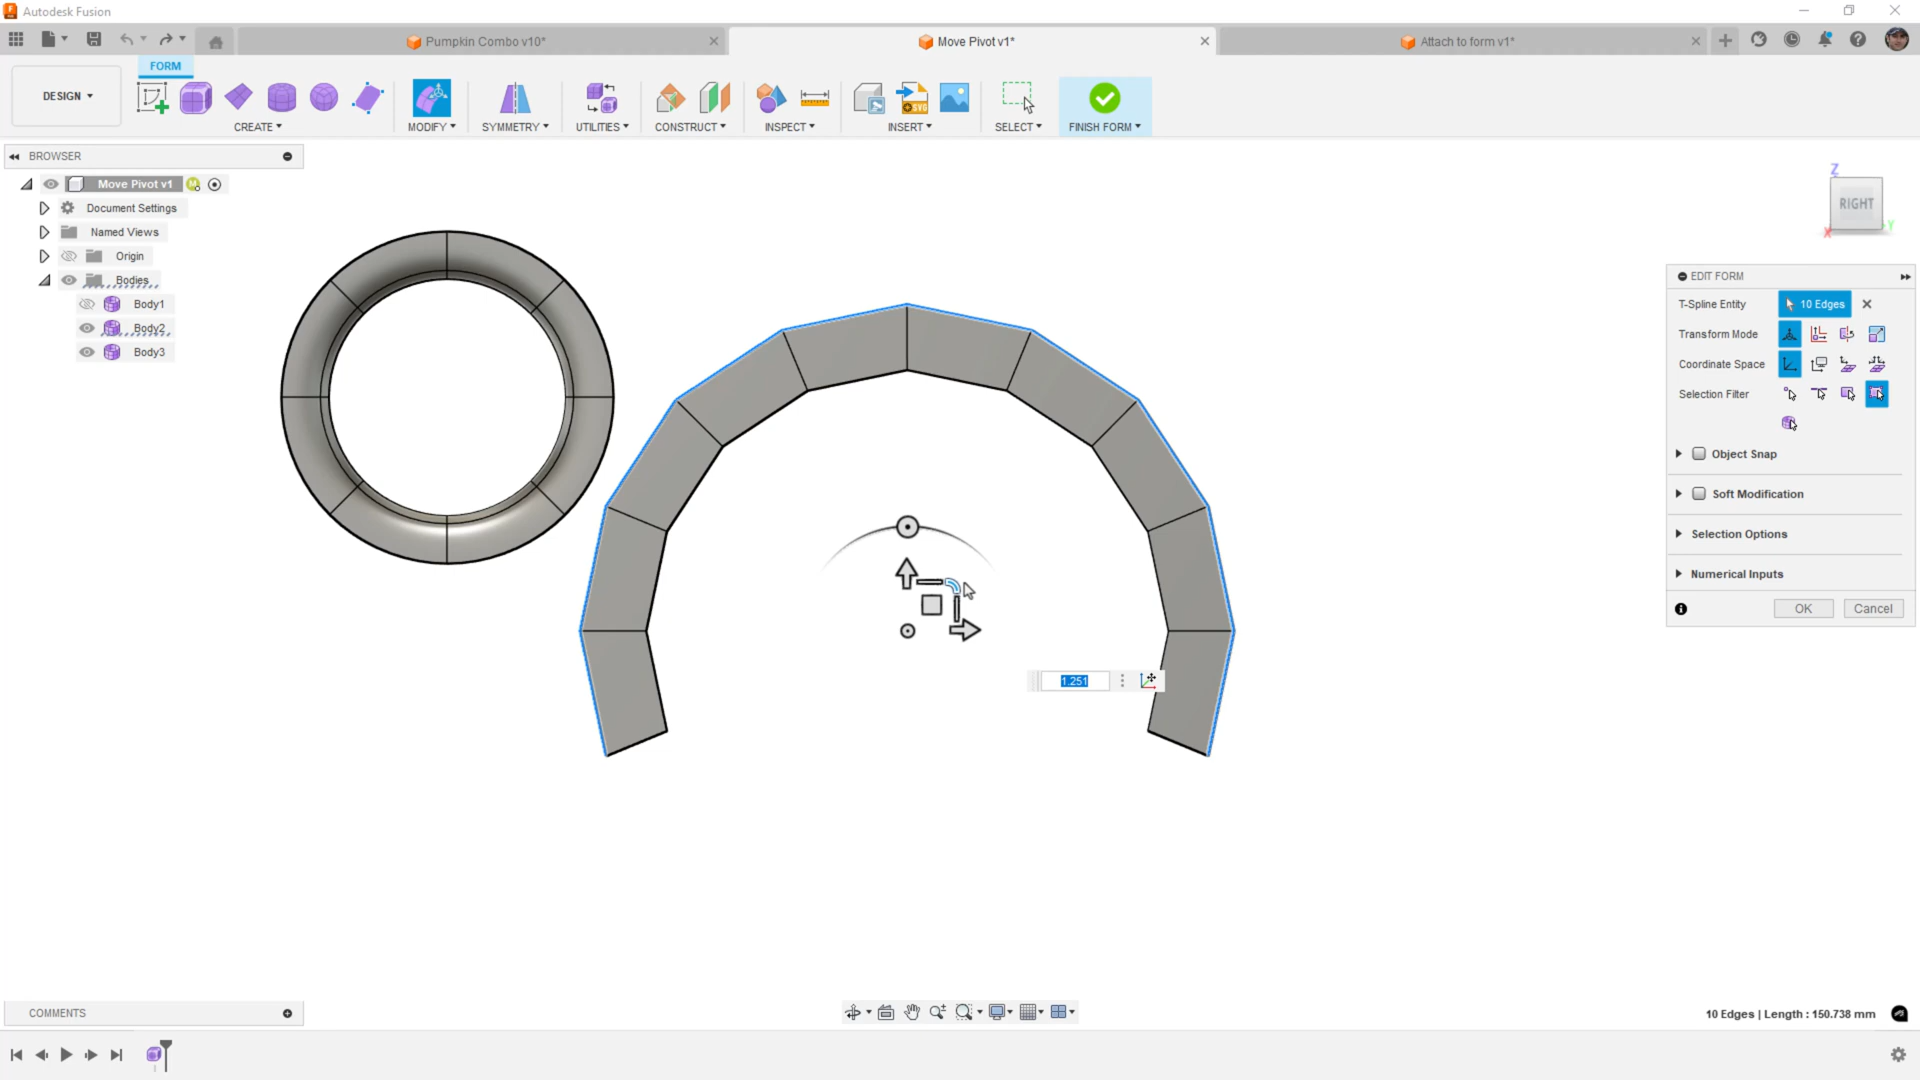 Autodesk Fusion
Pumpkin Combo v10*
Move Pivot v1*
Attach to form v1*
FORM
DESIGN
CREATE
MODIFY
SYMMETRY
UTILITIES
CONSTRUCT
INSPECT
INSERT
SELECT
FINISH FORM
SVG
BROWSER
Move Pivot v1
Document Settings
Named Views
Origin
Bodies
Body1
Body2
Body3
Z
RIGHT
X
Y
EDIT FORM
T-Spline Entity
10 Edges
Transform Mode
Coordinate Space
Selection Filter
Object Snap
Soft Modification
Selection Options
Numerical Inputs
OK
Cancel
1.251
COMMENTS
10 Edges | Length : 150.738 mm